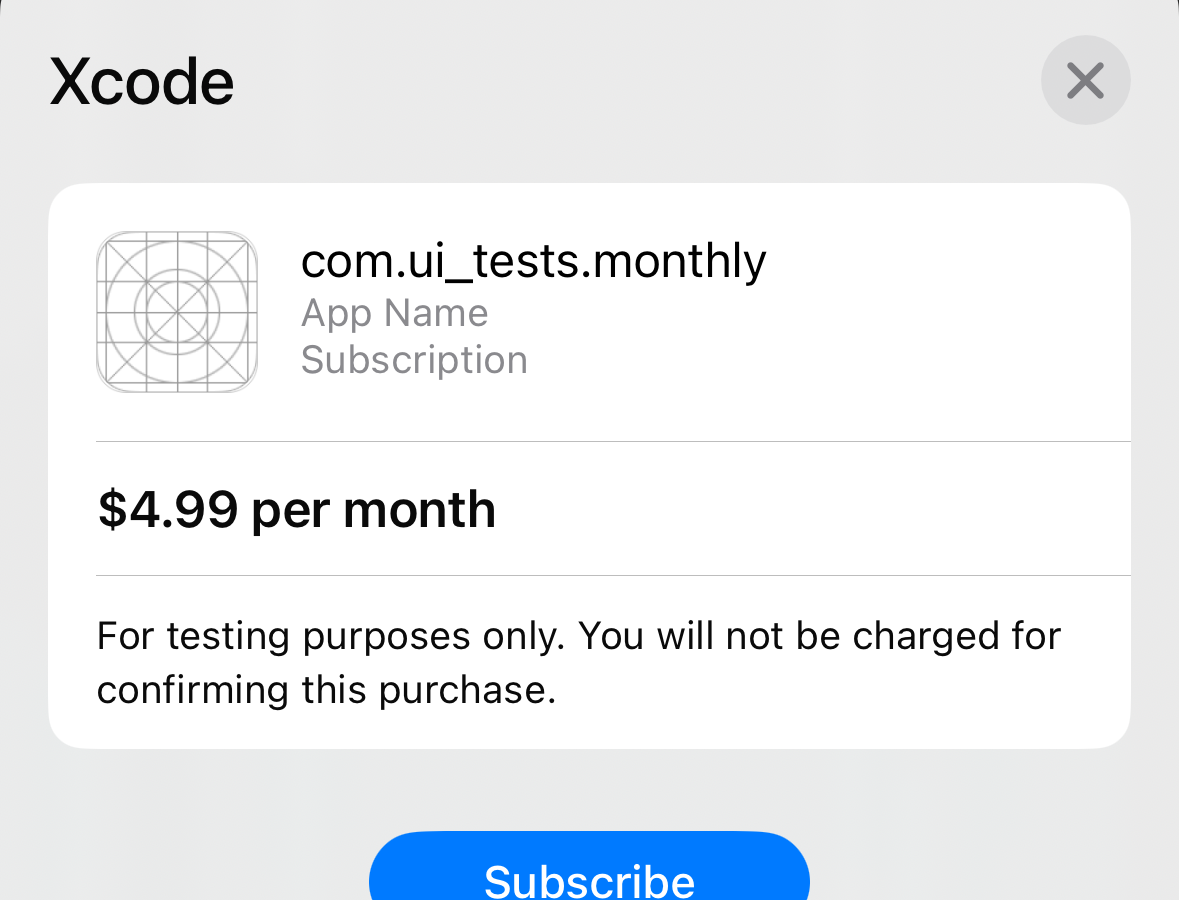 Xcode
com.ui_tests.monthly
App Name
Subscription
$4.99 per month
For testing purposes only. You will not be charged for
confirming this purchase.
Subscribe